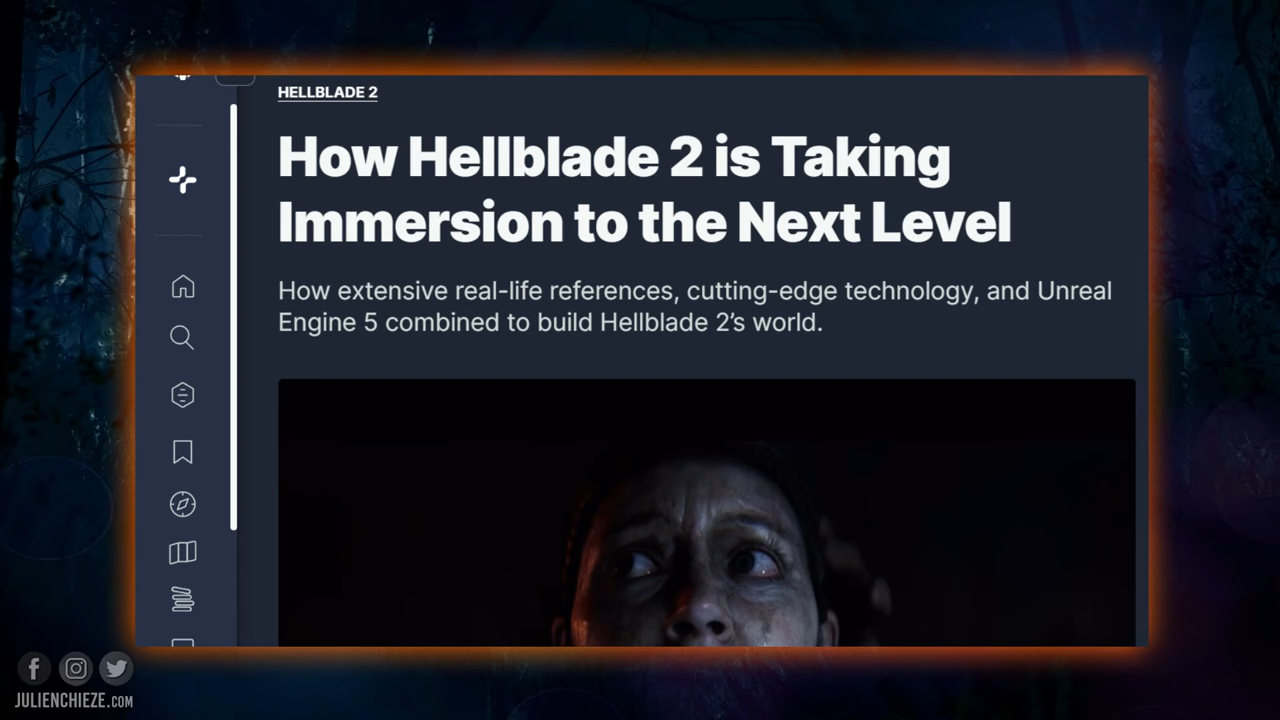 HELLBLADE 2
How Hellblade 2 is Taking
Immersion to the Next Level
How extensive real-life references, cutting-edge technology, and Unreal
Engine 5 combined to build Hellblade 2’s world.
JULIENCHIEZE.COM